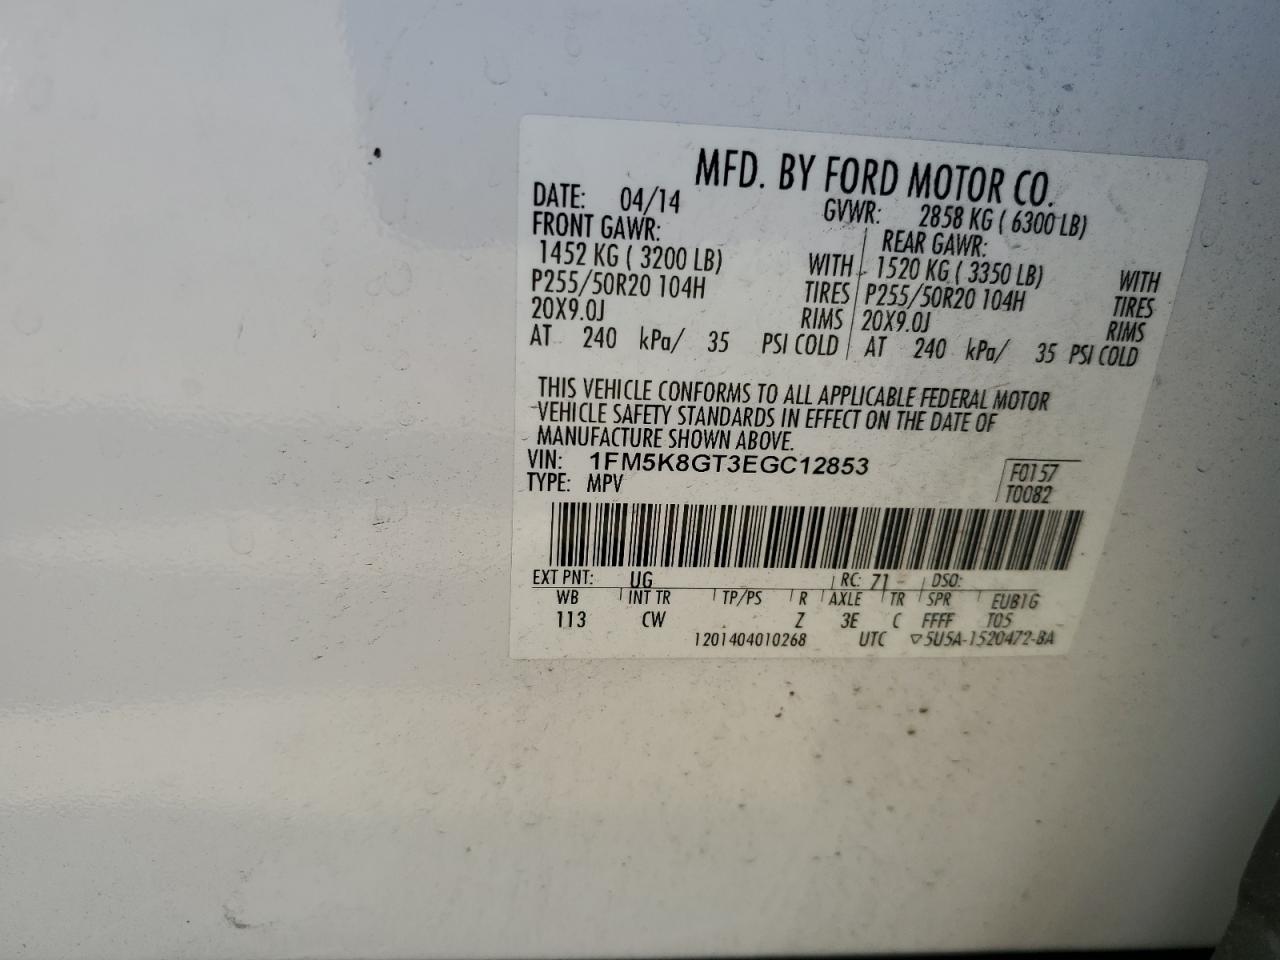 MFD. BY FORD MOTOR CO.
DATE: 04/14 GVWR: 2858 KG ( 6300 LB)
FRONT GAWR: REAR GAWR:
1452 KG ( 3200 LB) WITH 1520 KG ( 3350 LB) WITH
P255/50R20 104H TIRES P255/50R20 104H TIRES
20X9.0J RIMS 20X9.0J RIMS
AT 240 kPa/ 35 PSI COLD AT 240 kPa/ 35 PSI COLD
THIS VEHICLE CONFORMS TO ALL APPLICABLE FEDERAL MOTOR
VEHICLE SAFETY STANDARDS IN EFFECT ON THE DATE OF
MANUFACTURE SHOWN ABOVE.
VIN: 1FM5K8GT3EGC12853 F0157
TYPE: MPV T0082
EXT PNT: UG RC: 71 DSO:
WB INT TR TP/PS R AXLE TR SPR EUB1G
113 CW Z 3E C FFFF T05
1201404010268 UTC ▽5U5A-1520472-BA